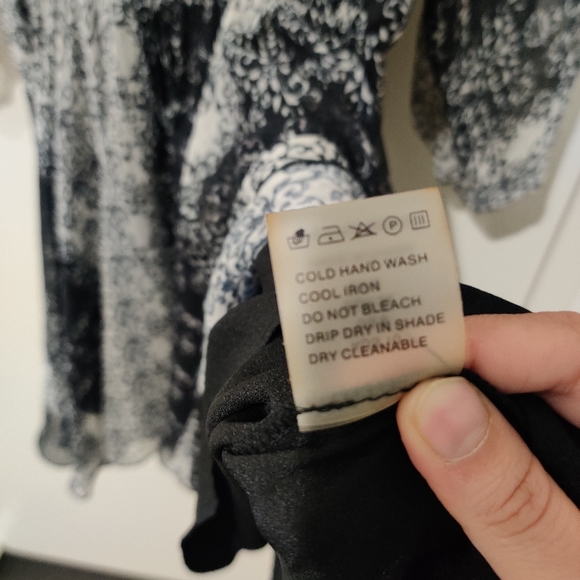 P
COLD HAND WASH
COOL IRON
DO NOT BLEACH
DRIP DRY IN SHADE
DRY CLEANABLE